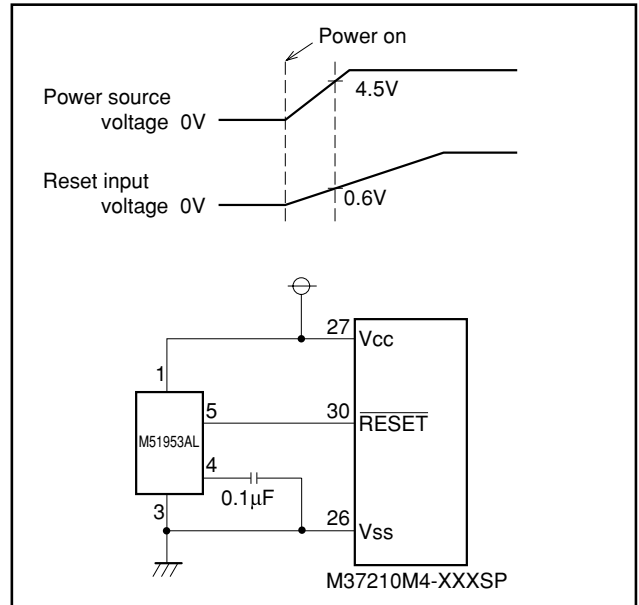 Power on
4.5V
Power source
voltage 0V
Reset input
voltage 0V
0.6V
27 Vcc
1
5
30 RESET
M51953AL
4
0.1µF
3
26 Vss
M37210M4-XXXSP